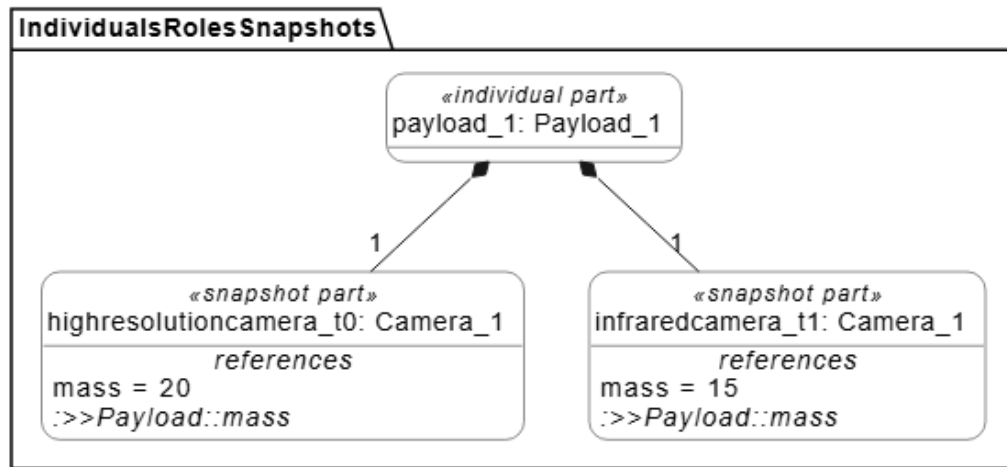 IndividualsRolesSnapshots
«individual part»
payload_1: Payload_1
1
1
«snapshot part»
highresolutioncamera_t0: Camera_1
references
mass = 20
:>>Payload::mass
«snapshot part»
infraredcamera_t1: Camera_1
references
mass = 15
:>>Payload::mass